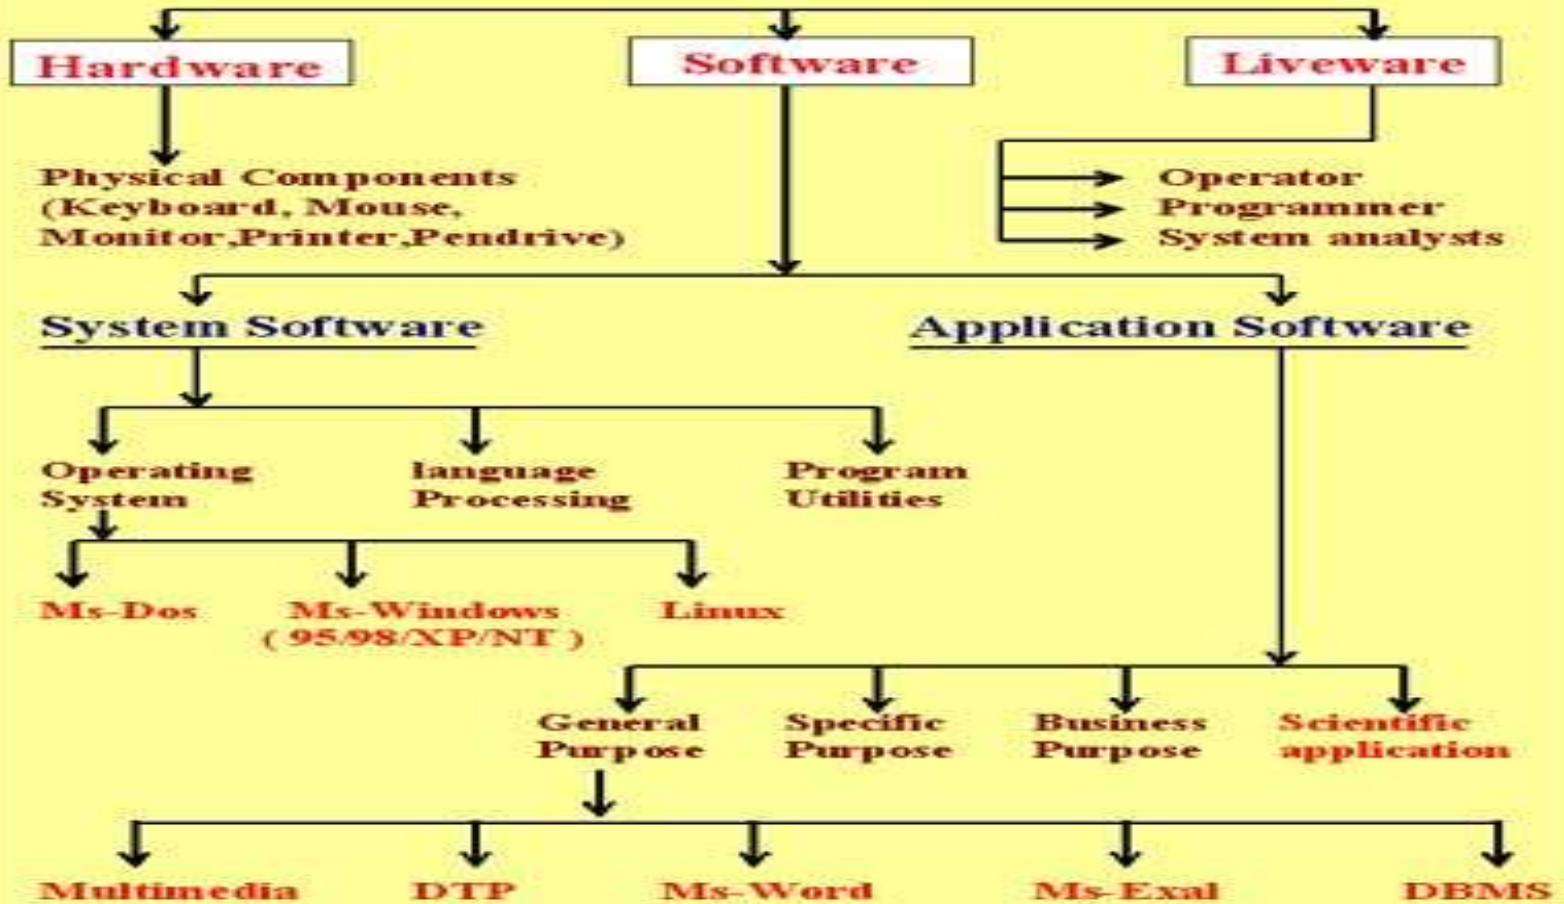 Hardware
Software
Liveware
Physical Components
(Keyboard, Mouse,
Monitor,Printer,Pendrive)
Operator
Programmer
System analysts
System Software
Application Software
Operating
System
language
Processing
Program
Utilities
Ms-Dos
Ms-Windows
( 95/98/XP/NT )
Linux
General
Purpose
Specific
Purpose
Business
Purpose
Scientific
application
Multimedia
DTP
Ms-Word
Ms-Exal
DBMS